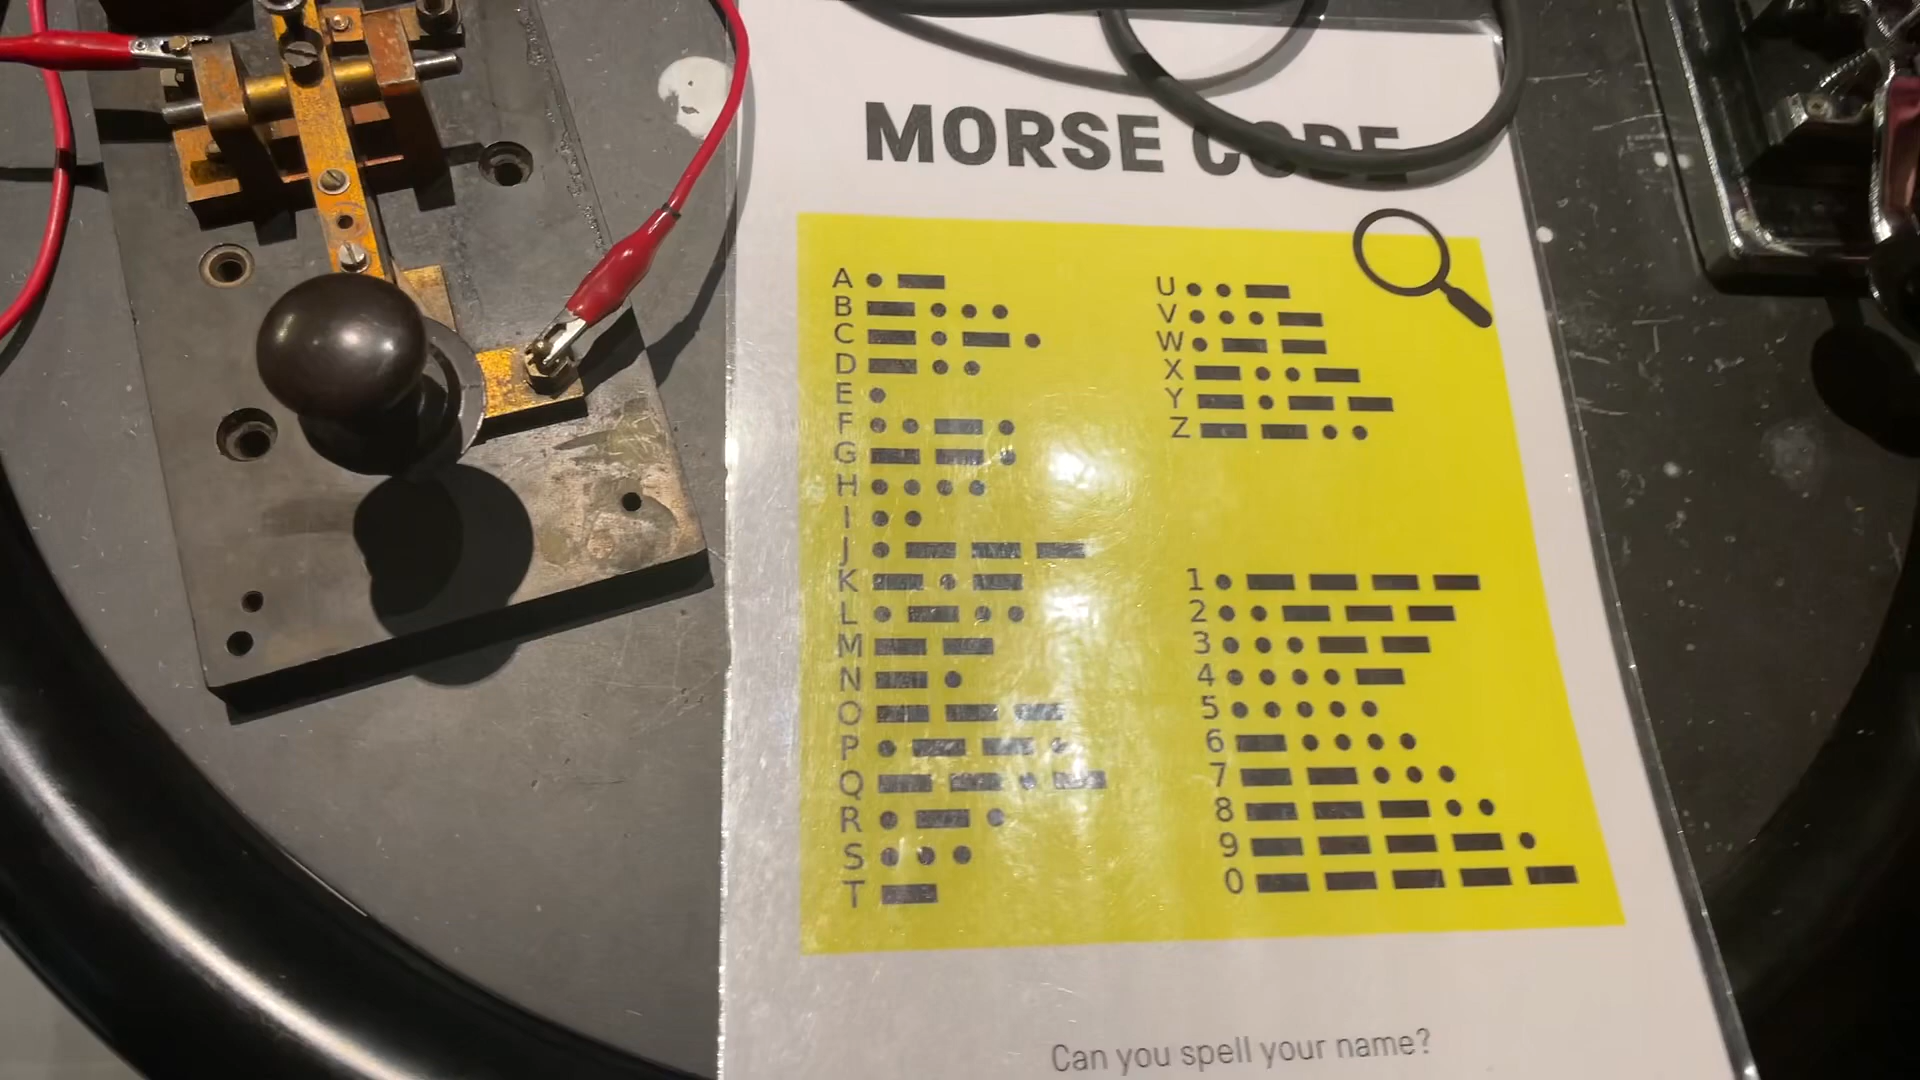 MORSE CODE
A • –
B – • • •
C – • – •
D – • •
E •
F • • – •
G – – •
H • • • •
I • •
J • – – –
K – • –
L • – • •
M – –
N – •
O – – –
P • – – •
Q – – • –
R • – •
S • • •
T –
U • • –
V • • • –
W • – –
X – • • –
Y – • – –
Z – – • •
1 • – – – –
2 • • – – –
3 • • • – –
4 • • • • –
5 • • • • •
6 – • • • •
7 – – • • •
8 – – – • •
9 – – – – •
0 – – – – –
Can you spell your name?